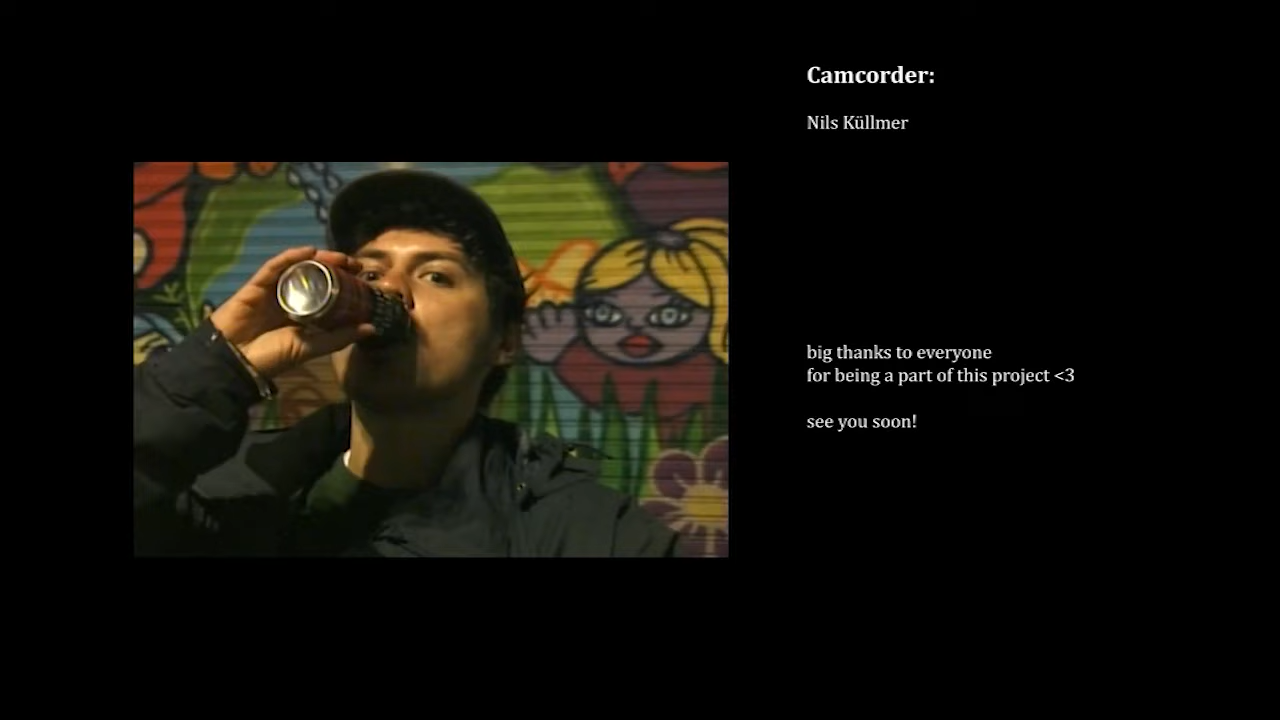 Camcorder:
Nils Küllmer
big thanks to everyone
for being a part of this project <3
see you soon!